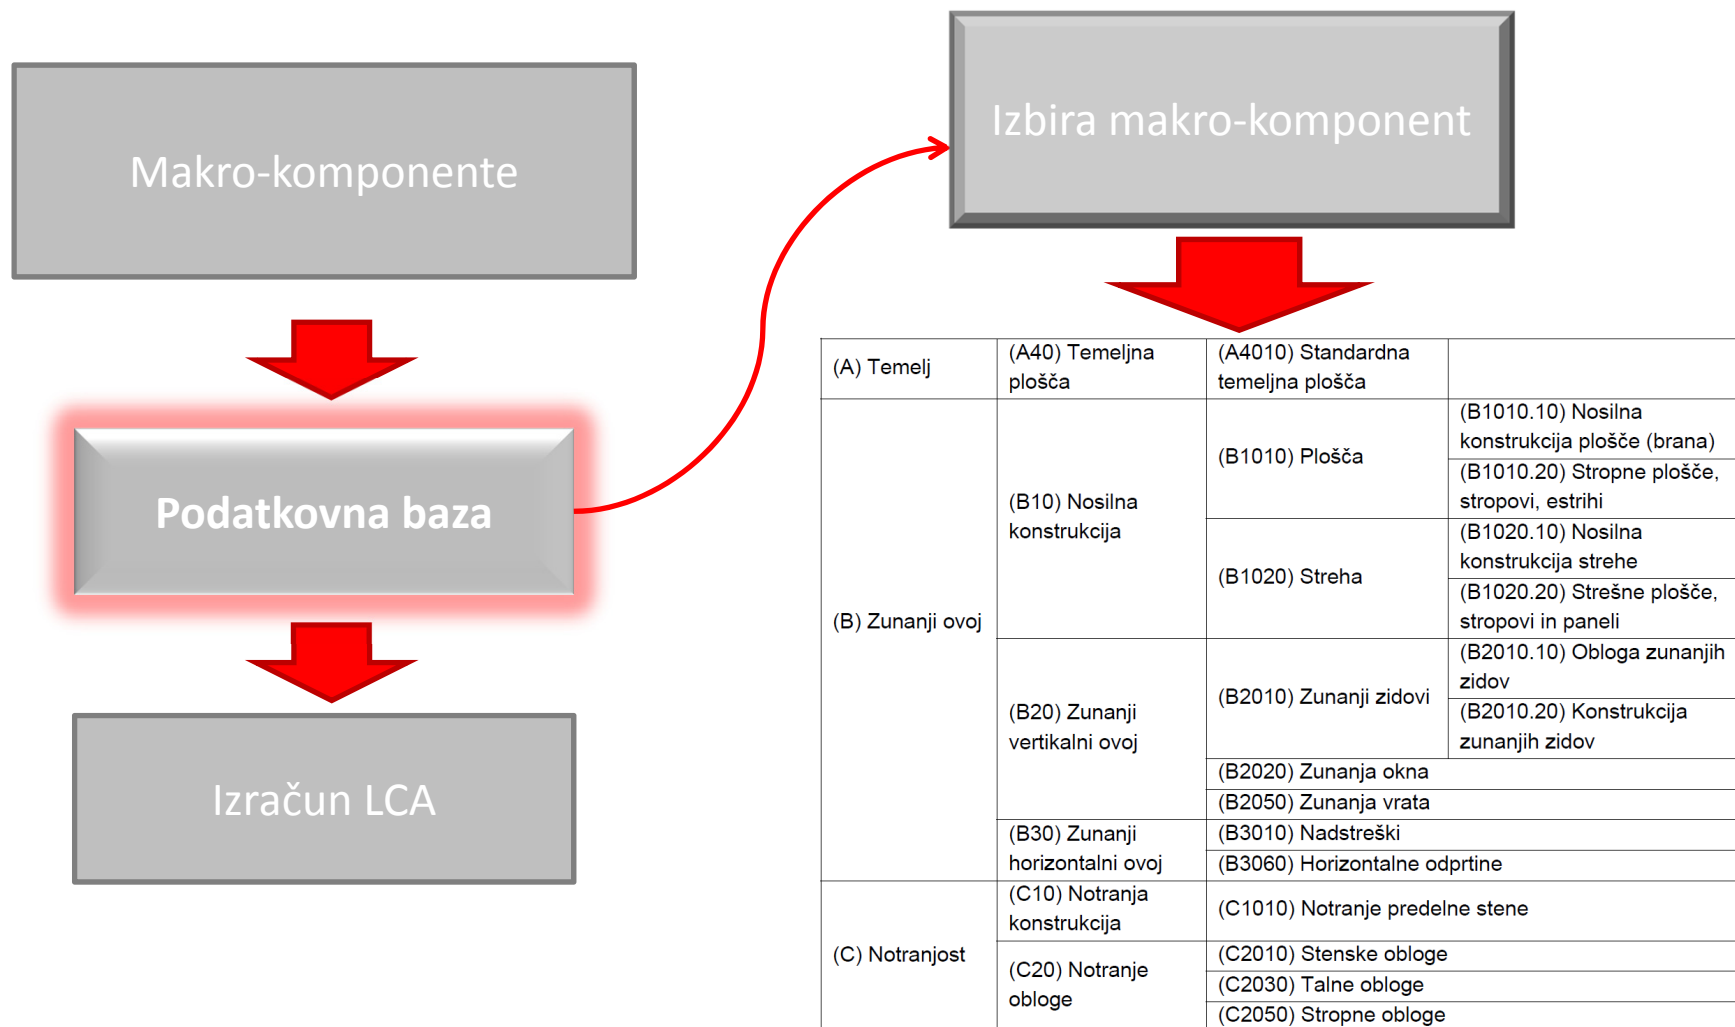 Makro-komponente
Podatkovna baza
Izračun LCA
Izbira makro-komponent
(A) Temelj
(A40) Temeljna
plošča
(A4010) Standardna
temeljna plošča
(B) Zunanji ovoj
(B10) Nosilna
konstrukcija
(B1010) Plošča
(B1010.10) Nosilna
konstrukcija plošče (brana)
(B1010.20) Stropne plošče,
stropovi, estrihi
(B1020) Streha
(B1020.10) Nosilna
konstrukcija strehe
(B1020.20) Strešne plošče,
stropovi in paneli
(B20) Zunanji
vertikalni ovoj
(B2010) Zunanji zidovi
(B2010.10) Obloga zunanjih
zidov
(B2010.20) Konstrukcija
zunanjih zidov
(B2020) Zunanja okna
(B2050) Zunanja vrata
(B30) Zunanji
horizontalni ovoj
(B3010) Nadstreški
(B3060) Horizontalne odprtine
(C) Notranjost
(C10) Notranja
konstrukcija
(C1010) Notranje predelne stene
(C20) Notranje
obloge
(C2010) Stenske obloge
(C2030) Talne obloge
(C2050) Stropne obloge